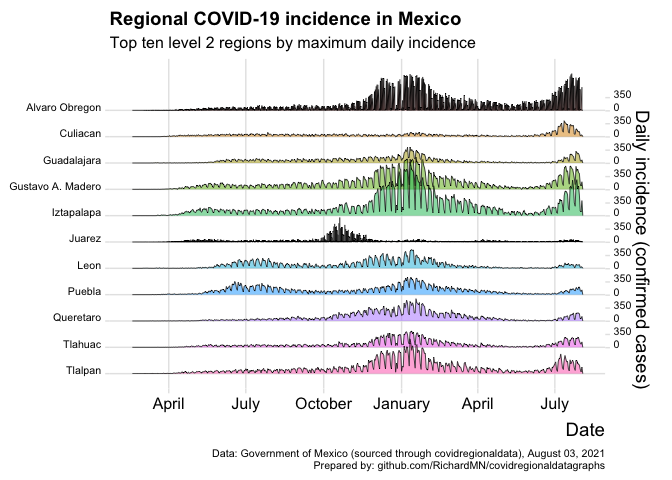 Regional COVID-19 incidence in Mexico
Top ten level 2 regions by maximum daily incidence
Alvaro Obregon
350
0
Culiacan
350
0
Guadalajara
350
0
Gustavo A. Madero
350
0
Iztapalapa
350
0
Juarez
350
0
Leon
350
0
Puebla
350
0
Queretaro
350
0
Tlahuac
350
0
Tlalpan
Daily incidence (confirmed cases)
April July October January April July
Date
Data: Government of Mexico (sourced through covidregionaldata), August 03, 2021
Prepared by: github.com/RichardMN/covidregionaldatagraphs